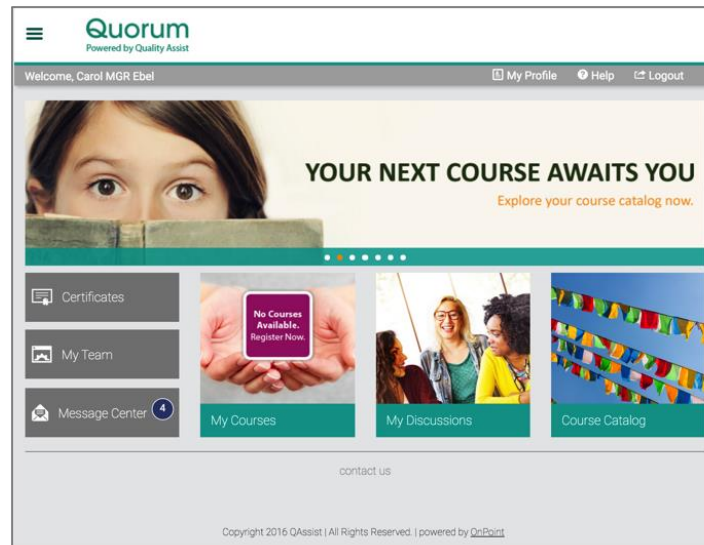 Quorum
Powered by Quality Assist
Welcome, Carol MGR Ebel
My Profile
Help
Logout
YOUR NEXT COURSE AWAITS YOU
Explore your course catalog now.
Certificates
My Team
Message Center 4
No Courses
Available.
Register Now.
My Courses
My Discussions
Course Catalog
contact us
Copyright 2016 QAssist | All Rights Reserved. | powered by OnPoint